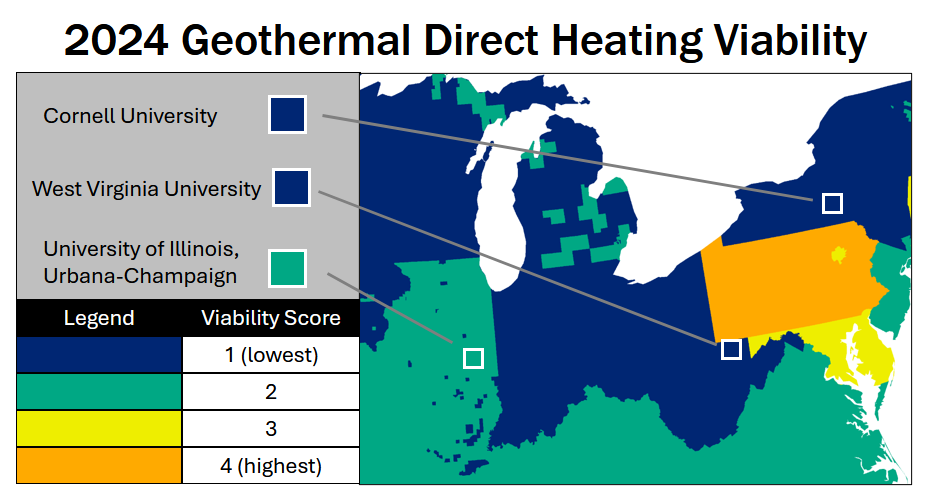 2024 Geothermal Direct Heating Viability
Cornell University
West Virginia University
University of Illinois,
Urbana-Champaign
Legend Viability Score
1 (lowest)
2
3
4 (highest)